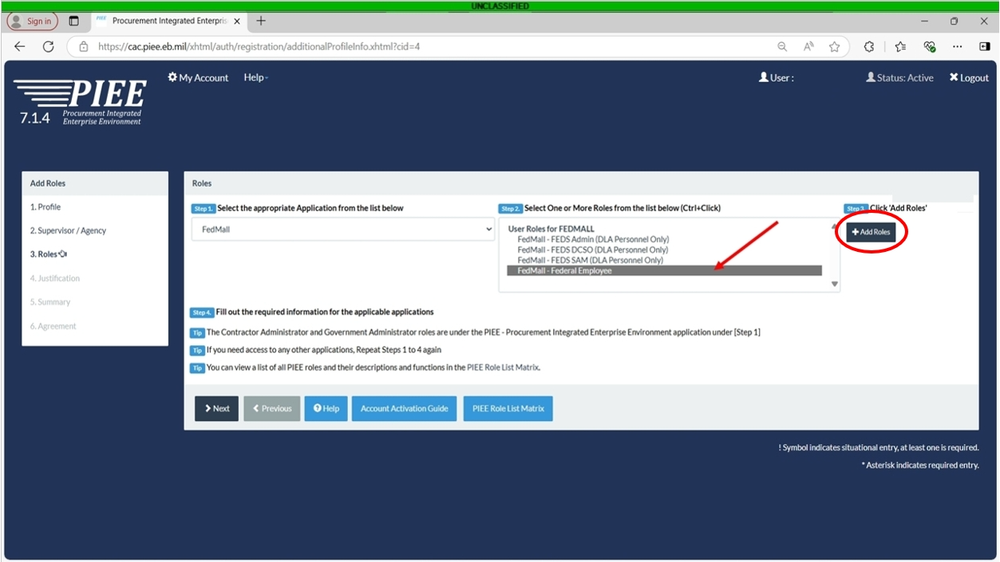 UNCLASSIFIED
Sign in
PIEE
Procurement Integrated Enterpris
https://cac.piee.eb.mil/xhtml/auth/registration/additionalProfileInfo.xhtml?cid=4
PIEE
7.1.4
Procurement Integrated
Enterprise Environment
My Account
Help
User :
Status: Active
Logout
Add Roles
1. Profile
2. Supervisor / Agency
3. Roles
4. Justification
5. Summary
6. Agreement
Roles
Step 1. Select the appropriate Application from the list below
FedMall
Step 2. Select One or More Roles from the list below (Ctrl+Click)
User Roles for FEDMALL
FedMall - FEDS Admin (DLA Personnel Only)
FedMall - FEDS DCSO (DLA Personnel Only)
FedMall - FEDS SAM (DLA Personnel Only)
FedMall - Federal Employee
Step 3. Click 'Add Roles'
+ Add Roles
Step 4. Fill out the required information for the applicable applications
Tip The Contractor Administrator and Government Administrator roles are under the PIEE - Procurement Integrated Enterprise Environment application under [Step 1]
Tip If you need access to any other applications, Repeat Steps 1 to 4 again
Tip You can view a list of all PIEE roles and their descriptions and functions in the PIEE Role List Matrix.
Next
Previous
Help
Account Activation Guide
PIEE Role List Matrix
! Symbol indicates situational entry, at least one is required.
* Asterisk indicates required entry.